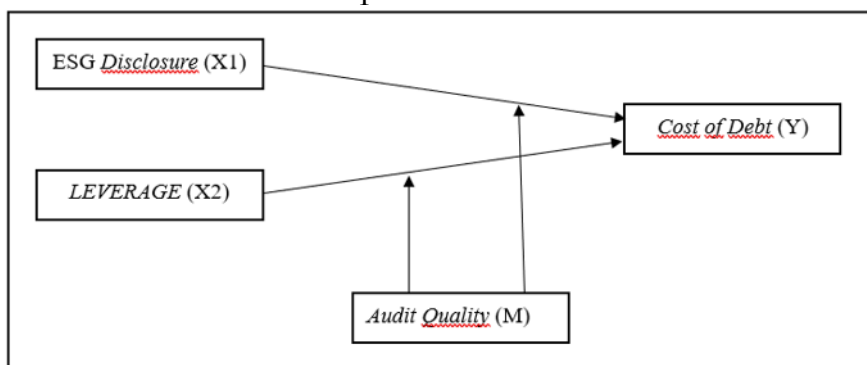 ESG Disclosure (X1)
Cost of Debt (Y)
LEVERAGE (X2)
Audit Quality (M)